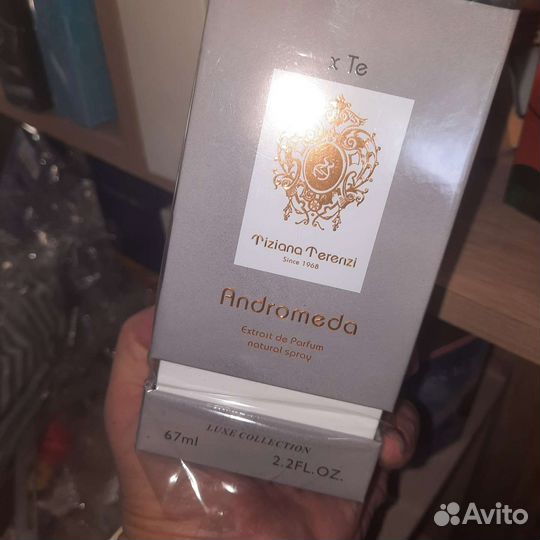 x Te
Tiziana Terenzi
Since 1968
Andromeda
Extrait de Parfum
natural spray
LUXE COLLECTION
67ml 2.2FL.OZ.
Avito